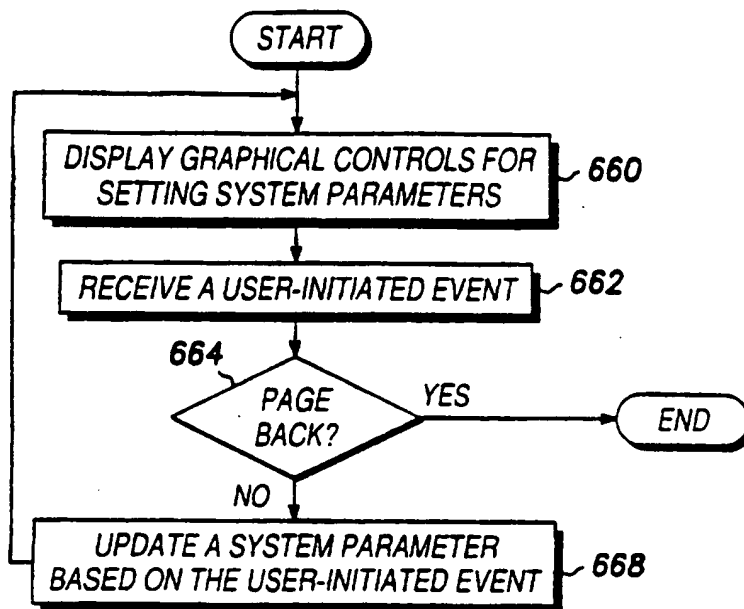 START
DISPLAY GRAPHICAL CONTROLS FOR
SETTING SYSTEM PARAMETERS
660
RECEIVE A USER-INITIATED EVENT
662
664
PAGE
BACK?
YES
END
NO
UPDATE A SYSTEM PARAMETER
BASED ON THE USER-INITIATED EVENT
668